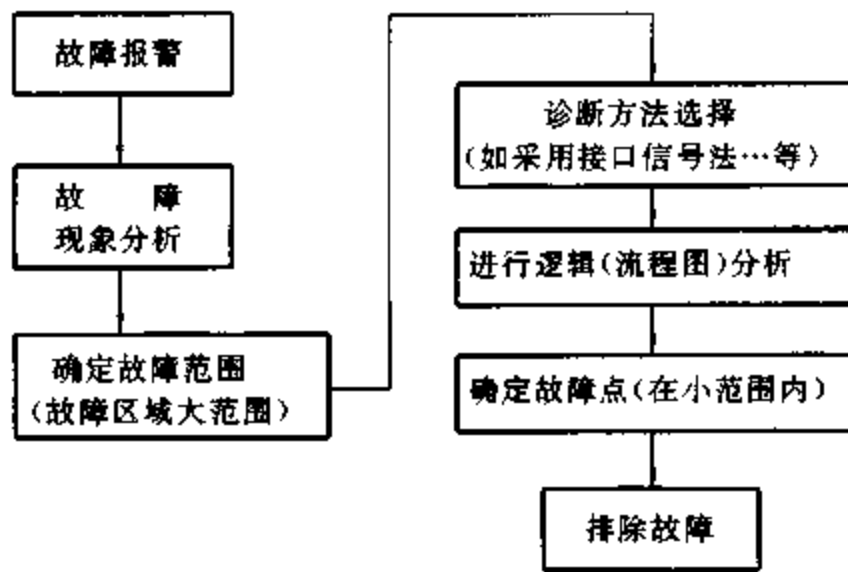 故障报警
故 障
现象分析
确定故障范围
(故障区域大范围)
诊断方法选择
(如采用接口信号法…等)
进行逻辑(流程图)分析
确定故障点(在小范围内)
排除故障